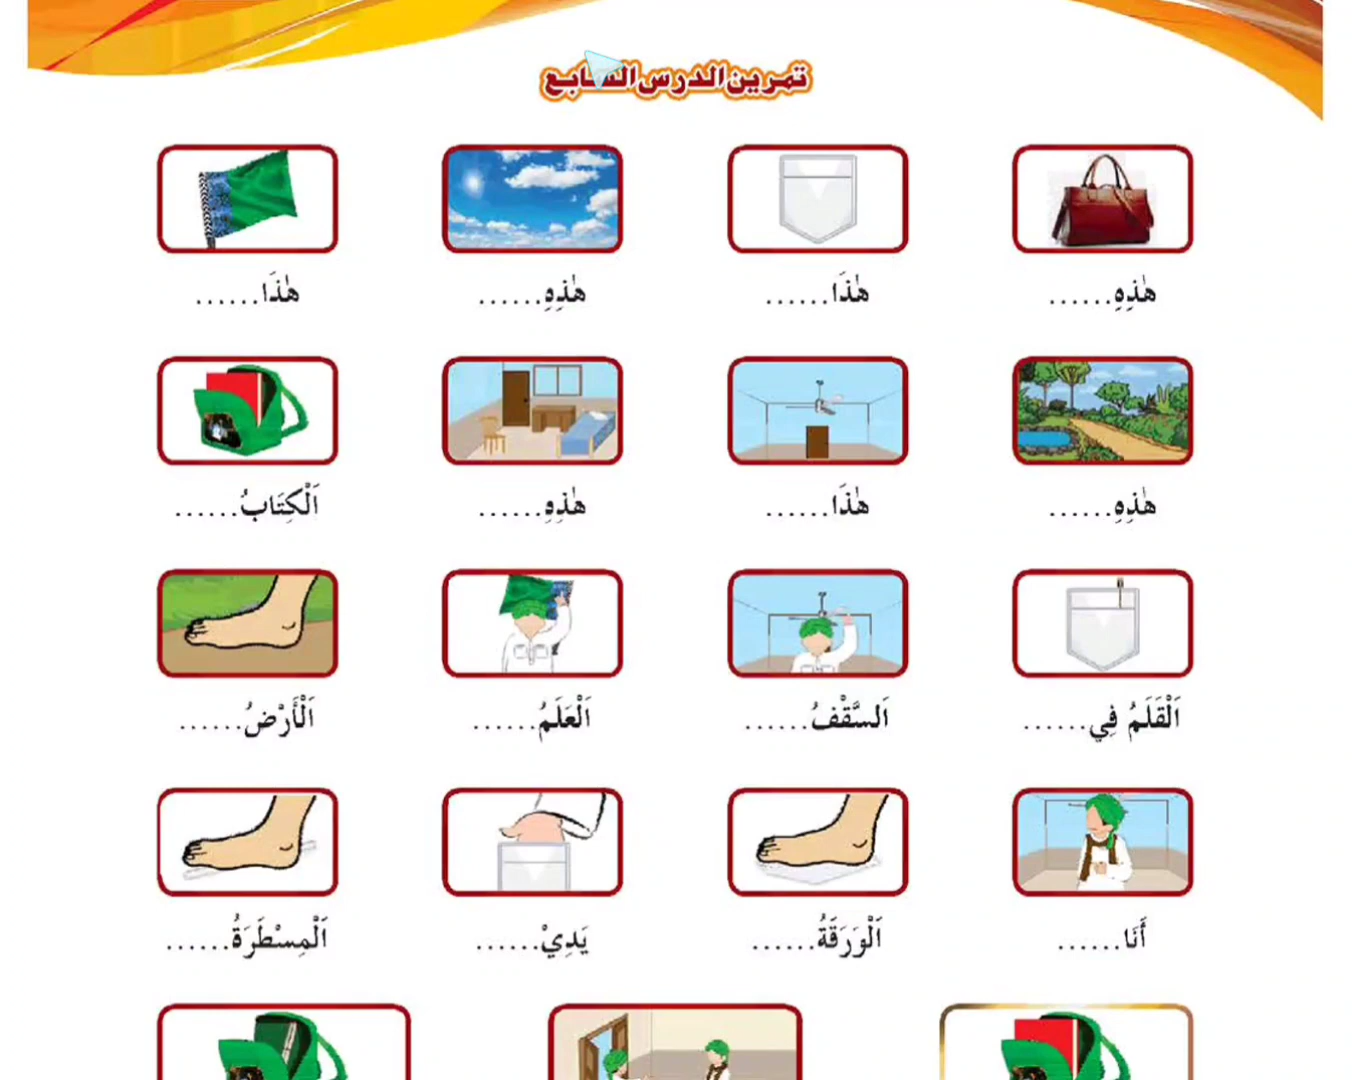 تمرين الدرس السابع
هٰذِهِ......  هٰذَا......  هٰذِهِ......  هٰذَا......
هٰذِهِ......  هٰذَا......  هٰذِهِ......  اَلْكِتَابُ......
اَلْقَلَمُ فِي......  اَلسَّقْفُ......  اَلْعَلَمُ......  اَلْأَرْضُ......
أَنَا......  اَلْوَرَقَةُ......  يَدِيْ......  اَلْمِسْطَرَةُ......